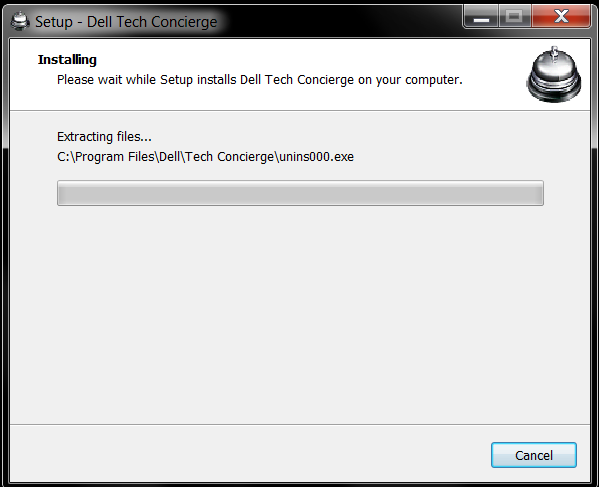 Setup - Dell Tech Concierge
Installing
Please wait while Setup installs Dell Tech Concierge on your computer.
Extracting files...
C:\Program Files\Dell\Tech Concierge\unins000.exe
Cancel